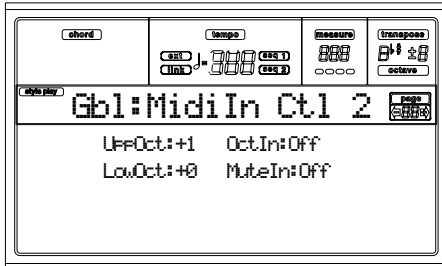 chord
tempo
measure
transpose
ext
link
seq 1
seq 2
octave
style play
Gbl:MidiIn Ctl 2
page
UppOct:+1 OctIn:Off
LowOct:+0 MuteIn:Off